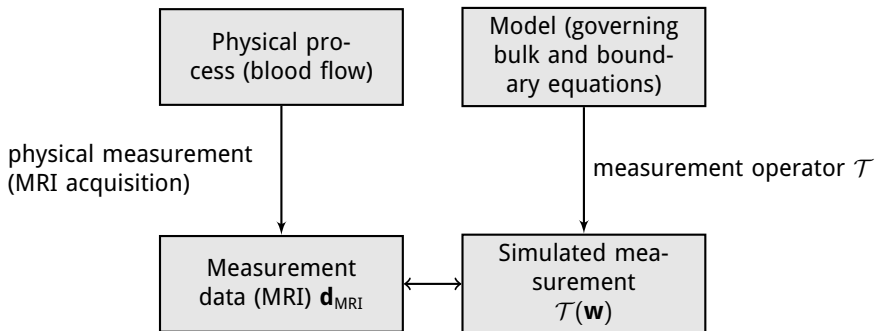 Physical pro-
cess (blood flow)
Model (governing
bulk and bound-
ary equations)
physical measurement
(MRI acquisition)
measurement operator 𝒯
Measurement
data (MRI) d_MRI
Simulated mea-
surement
𝒯(w)